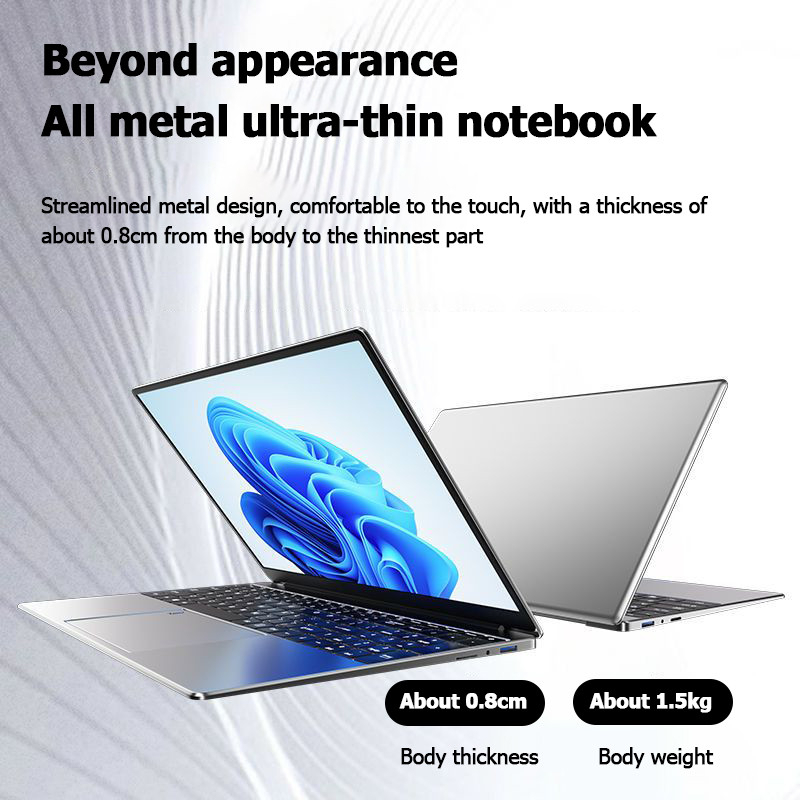 Beyond appearance
All metal ultra-thin notebook
Streamlined metal design, comfortable to the touch, with a thickness of
about 0.8cm from the body to the thinnest part
About 0.8cm
About 1.5kg
Body thickness
Body weight